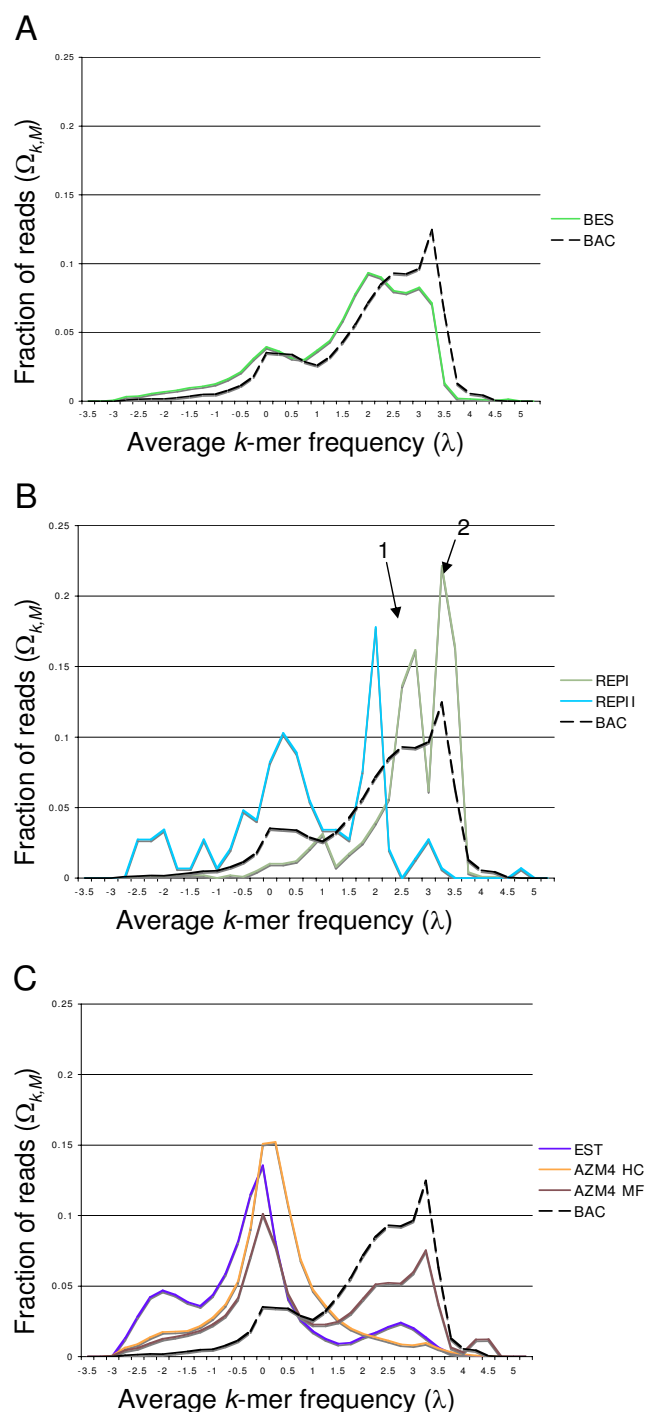 A
0.25
0.2
0.15
0.1
0.05
0
-3.5 -3 -2.5 -2 -1.5 -1 -0.5 0 0.5 1 1.5 2 2.5 3 3.5 4 4.5 5
Fraction of reads (Ωk,M)
Average k-mer frequency (λ)
BES
BAC
B
0.25
0.2
0.15
0.1
0.05
0
-3.5 -3 -2.5 -2 -1.5 -1 -0.5 0 0.5 1 1.5 2 2.5 3 3.5 4 4.5 5
Fraction of reads (Ωk,M)
Average k-mer frequency (λ)
1
2
REPI
REPII
BAC
C
0.25
0.2
0.15
0.1
0.05
0
-3.5 -3 -2.5 -2 -1.5 -1 -0.5 0 0.5 1 1.5 2 2.5 3 3.5 4 4.5 5
Fraction of reads (Ωk,M)
Average k-mer frequency (λ)
EST
AZM4 HC
AZM4 MF
BAC